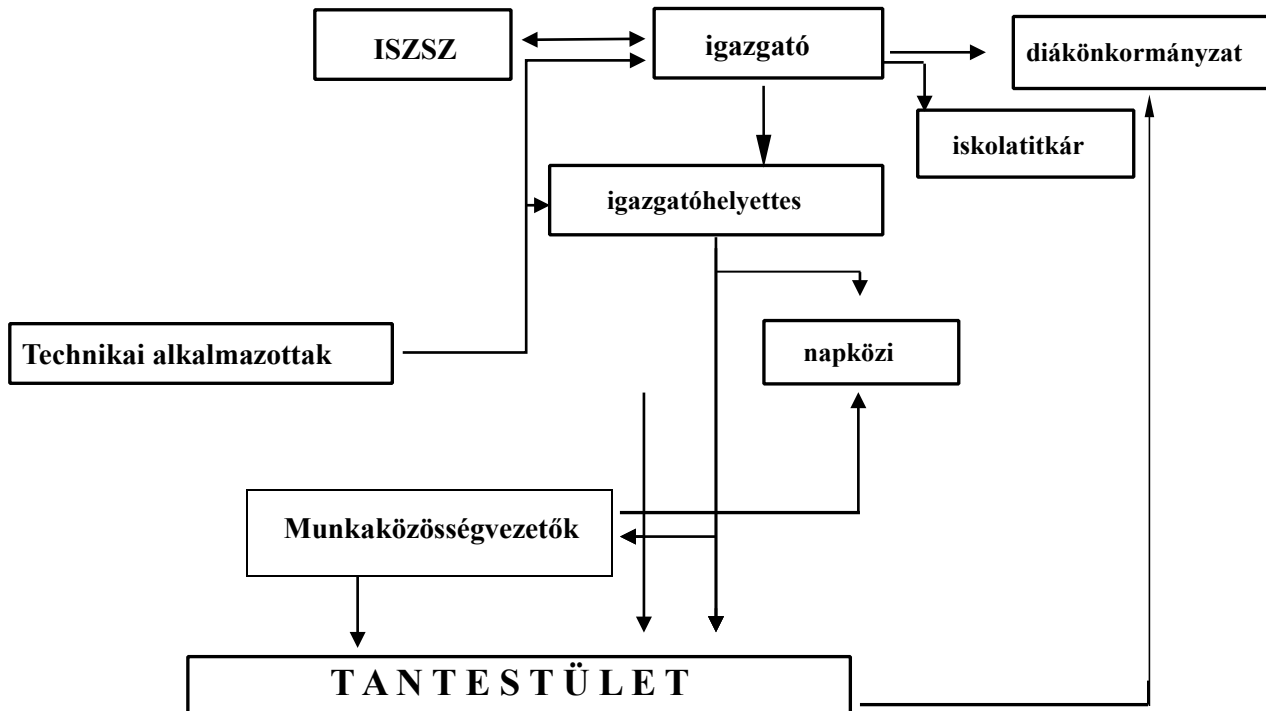 ISZSZ
igazgató
diákönkormányzat
iskolatitkár
igazgatóhelyettes
Technikai alkalmazottak
napközi
Munkaközösségvezetők
T A N T E S T Ü L E T